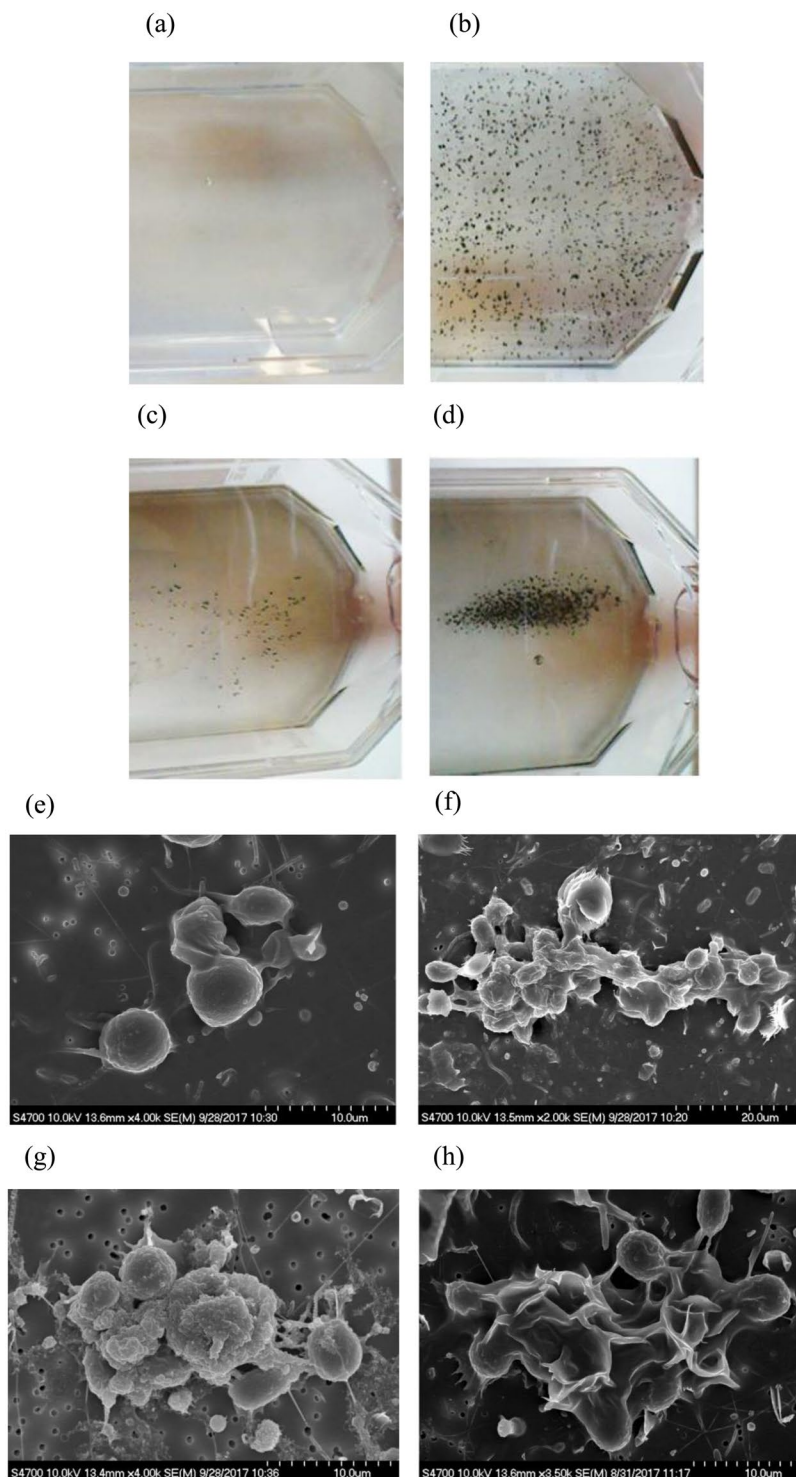 (a) (b)
(c) (d)
(e) (f)
S4700 10.0kV 13.6mm x4.00k SE(M) 9/28/2017 10:30 10.0um
S4700 10.0kV 13.5mm x2.00k SE(M) 9/28/2017 10:20 20.0um
(g) (h)
S4700 10.0kV 13.4mm x4.00k SE(M) 9/28/2017 10:36 10.0um
S4700 10.0kV 13.6mm x3.50k SE(M) 8/31/2017 11:17 10.0um